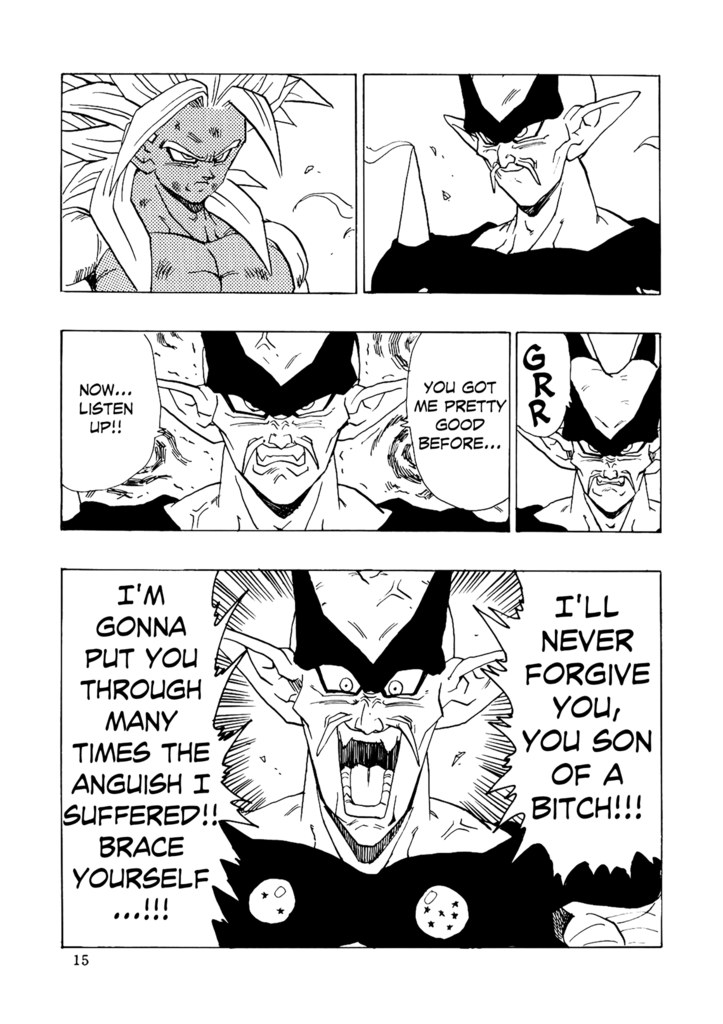 GRR
YOU GOT
ME PRETTY
GOOD
BEFORE...
NOW...
LISTEN
UP!!
I'LL
NEVER
FORGIVE
YOU,
YOU SON
OF A
BITCH!!!
I'M
GONNA
PUT YOU
THROUGH
MANY
TIMES THE
ANGUISH I
SUFFERED!!
BRACE
YOURSELF
...!!!
15